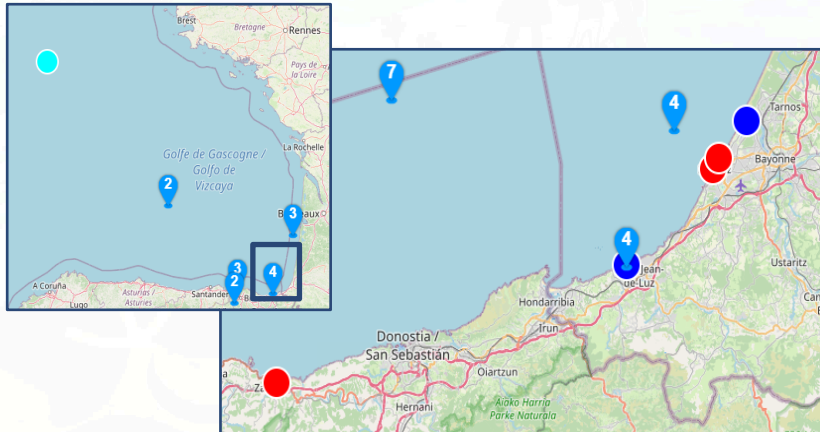 Brest
Bretagne
Rennes
Pays de
la Loire
La Rochelle
Golfe de Gascogne /
Golfo de
Vizcaya
2
3
3
2
4
A Coruña
Lugo
Asturias /
Santander
7
4
Tarnos
Bayonne
4
Jean-
de-Luz
Ustaritz
Hondarribia
Irun
Donostia /
San Sebastián
Oiartzun
Hernani
Aiako Harria
Parke Naturala